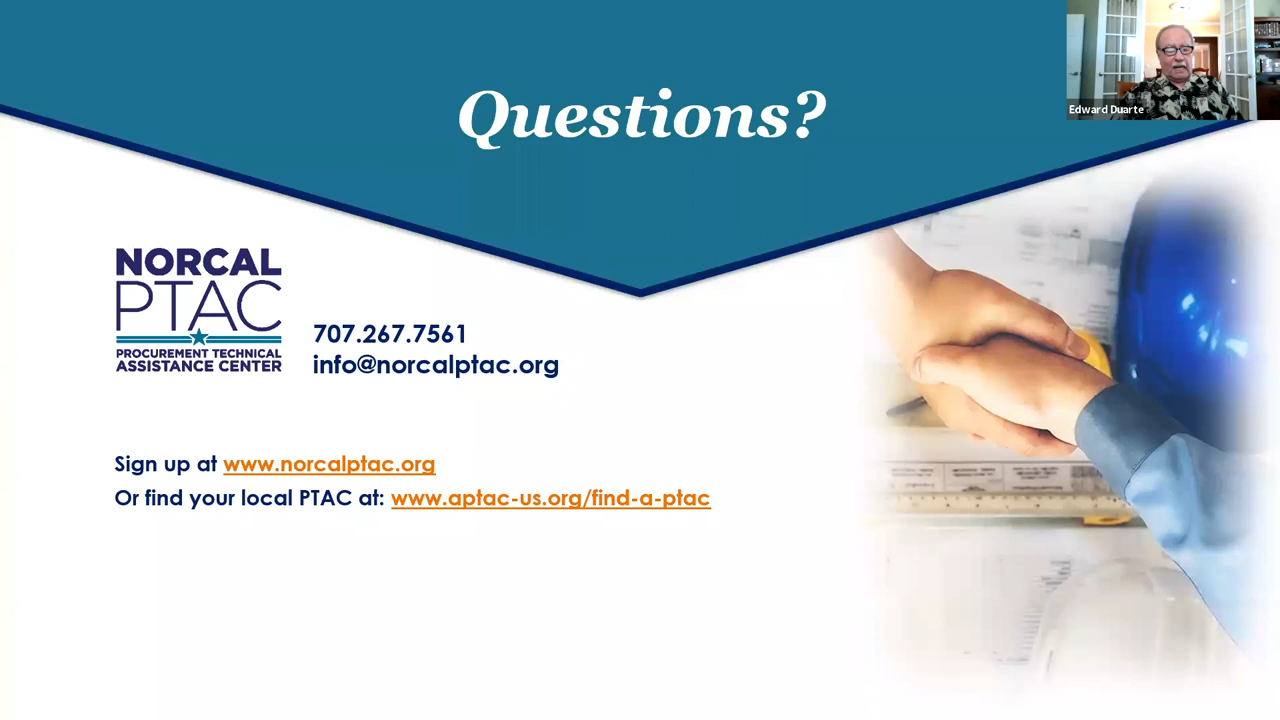 Questions?
Edward Duarte
NORCAL
PTAC
PROCUREMENT TECHNICAL
ASSISTANCE CENTER
707.267.7561
info@norcalptac.org
Sign up at www.norcalptac.org
Or find your local PTAC at: www.aptac-us.org/find-a-ptac